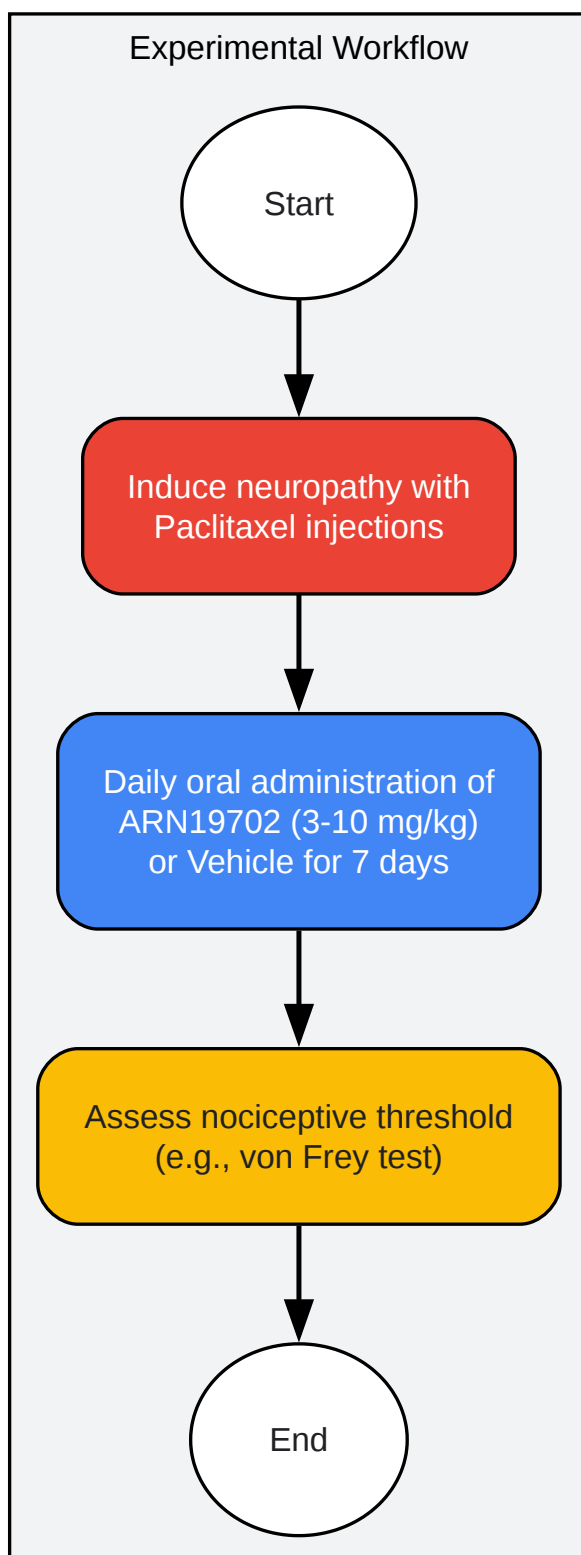 Experimental Workflow
Start
Induce neuropathy with
Paclitaxel injections
Daily oral administration of
ARN19702 (3-10 mg/kg)
or Vehicle for 7 days
Assess nociceptive threshold
(e.g., von Frey test)
End